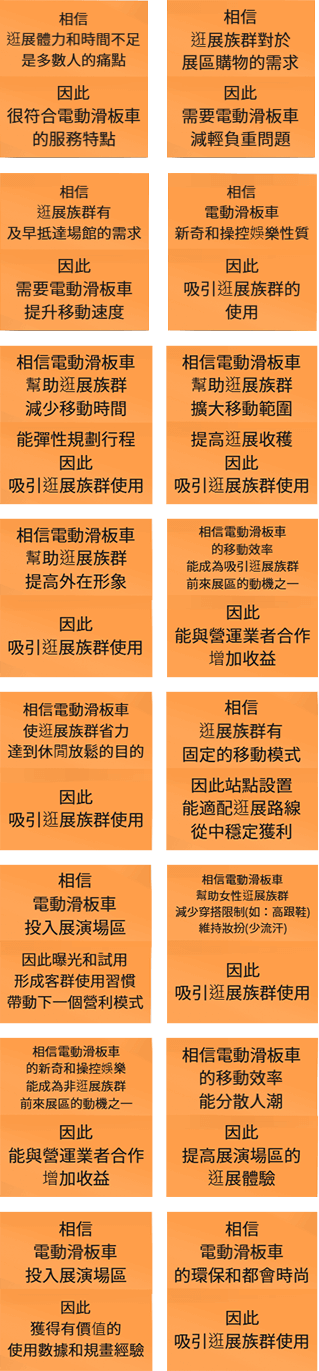 相信
逛展體力和時間不足
是多數人的痛點
因此
很符合電動滑板車
的服務特點
相信
逛展族群對於
展區購物的需求
因此
需要電動滑板車
減輕負重問題
相信
逛展族群有
及早抵達場館的需求
因此
需要電動滑板車
提升移動速度
相信
電動滑板車
新奇和操控娛樂性質
因此
吸引逛展族群的
使用
相信電動滑板車
幫助逛展族群
減少移動時間
能彈性規劃行程
因此
吸引逛展族群使用
相信電動滑板車
幫助逛展族群
擴大移動範圍
提高逛展收穫
因此
吸引逛展族群使用
相信電動滑板車
幫助逛展族群
提高外在形象
因此
吸引逛展族群使用
相信電動滑板車
的移動效率
能成為吸引逛展族群
前來展區的動機之一
因此
能與營運業者合作
增加收益
相信電動滑板車
使逛展族群省力
達到休閒放鬆的目的
因此
吸引逛展族群使用
相信
逛展族群有
固定的移動模式
因此站點設置
能適配逛展路線
從中穩定獲利
相信
電動滑板車
投入展演場區
因此曝光和試用
形成客群使用習慣
帶動下一個營利模式
相信電動滑板車
幫助女性逛展族群
減少穿搭限制(如：高跟鞋)
維持妝扮(少流汗)
因此
吸引逛展族群使用
相信電動滑板車
的新奇和操控娛樂
能成為非逛展族群
前來展區的動機之一
因此
能與營運業者合作
增加收益
相信電動滑板車
的移動效率
能分散人潮
因此
提高展演場區的
逛展體驗
相信
電動滑板車
投入展演場區
因此
獲得有價值的
使用數據和規畫經驗
相信
電動滑板車
的環保和都會時尚
因此
吸引逛展族群使用